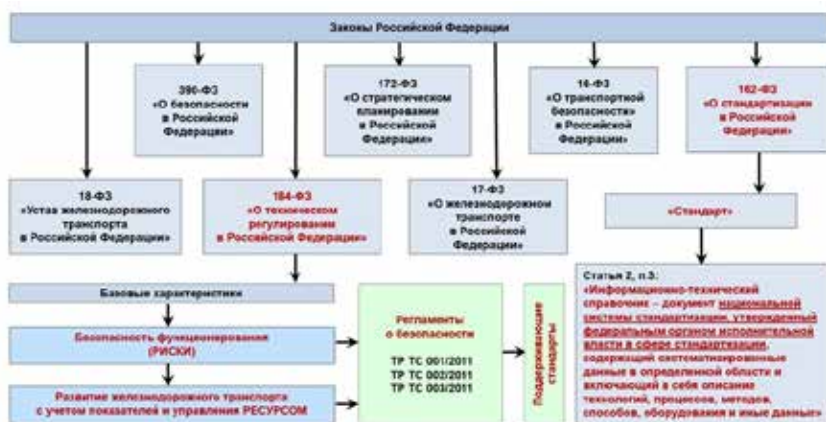 Законы Российской Федерации
390-ФЗ
«О безопасности
в Российской
Федерации»
172-ФЗ
«О стратегическом
планировании
в Российской
Федерации»
16-ФЗ
«О транспортной
безопасности»
в Российской
Федерации»
162-ФЗ
«О стандартизации
в Российской
Федерации»
18-ФЗ
«Устав железнодорожного
транспорта
в Российской Федерации»
184-ФЗ
«О техническом
регулировании
в Российской Федерации»
17-ФЗ
«О железнодорожном
транспорте
в Российской
Федерации»
«Стандарт»
Базовые характеристики
Безопасность функционирования
(РИСКИ)
Развитие железнодорожного транспорта
с учетом показателей и управления РЕСУРСОМ
Регламенты
о безопасности
ТР ТС 001/2011
ТР ТС 002/2011
ТР ТС 003/2011
Поддерживающие
стандарты
Статья 2, п.3:
«Информационно-технический
справочник – документ национальной
системы стандартизации, утвержденный
федеральным органом исполнительной
власти в сфере стандартизации,
содержащий систематизированные
данные в определенной области и
включающий в себя описание
технологий, процессов, методов,
способов, оборудования и иные данные»